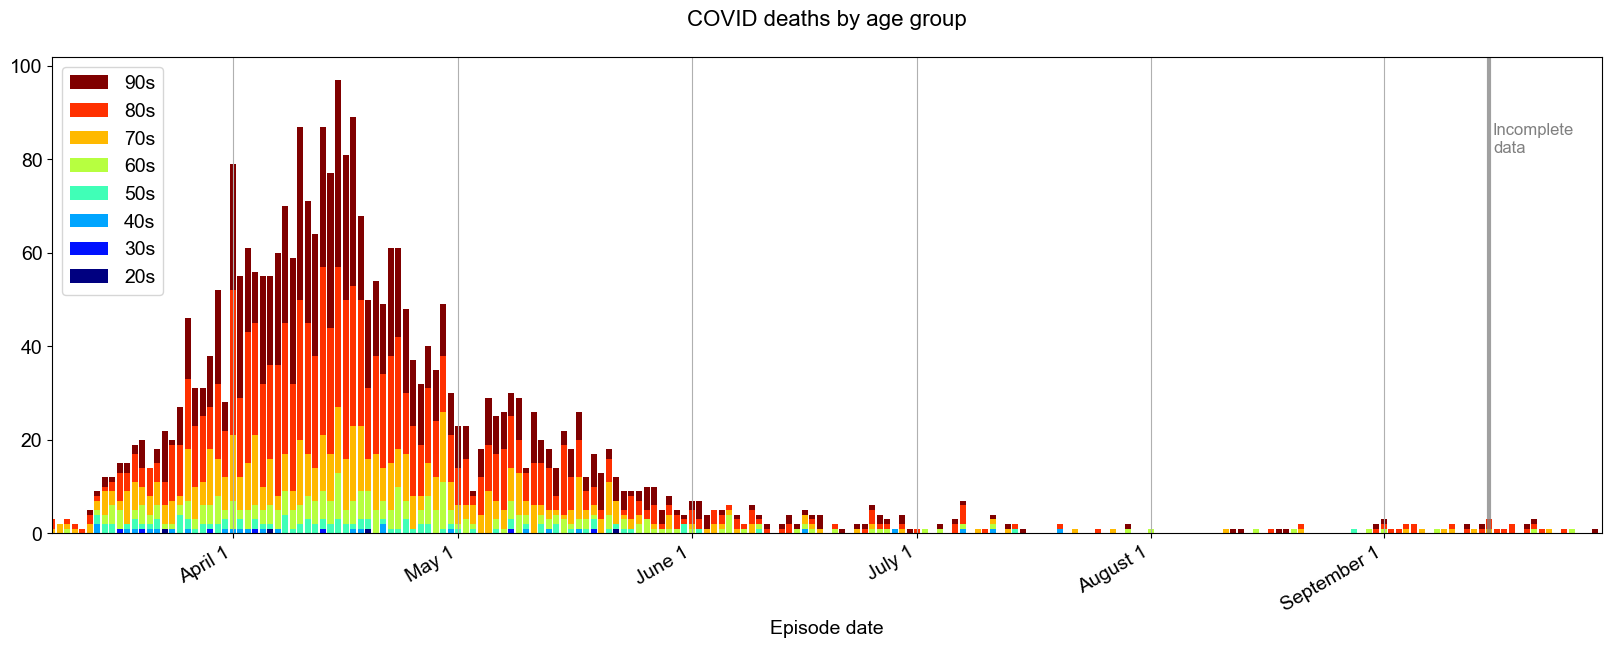 COVID deaths by age group
100
80
60
40
20
0
90s
80s
70s
60s
50s
40s
30s
20s
Incomplete
data
April 1
May 1
June 1
July 1
August 1
September 1
Episode date